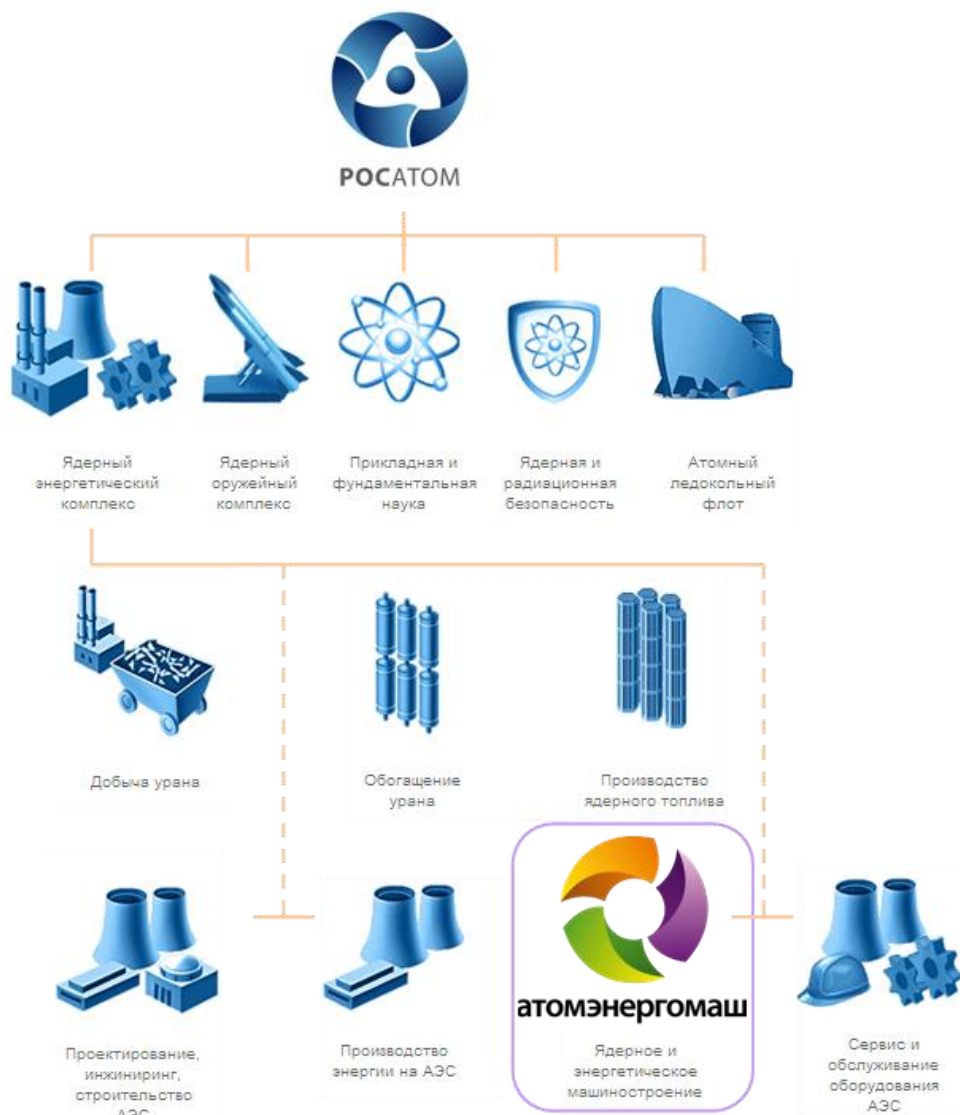 РОСАТОМ
Ядерный
энергетический
комплекс
Ядерный
оружейный
комплекс
Прикладная и
фундаментальная
наука
Ядерная и
радиационная
безопасность
Атомный
ледокольный
флот
Добыча урана
Обогащение
урана
Производство
ядерного топлива
Проектирование,
инжиниринг,
строительство
АЭС
Производство
энергии на АЭС
атомэнергомаш
Ядерное и
энергетическое
машиностроение
Сервис и
обслуживание
оборудования
АЭС